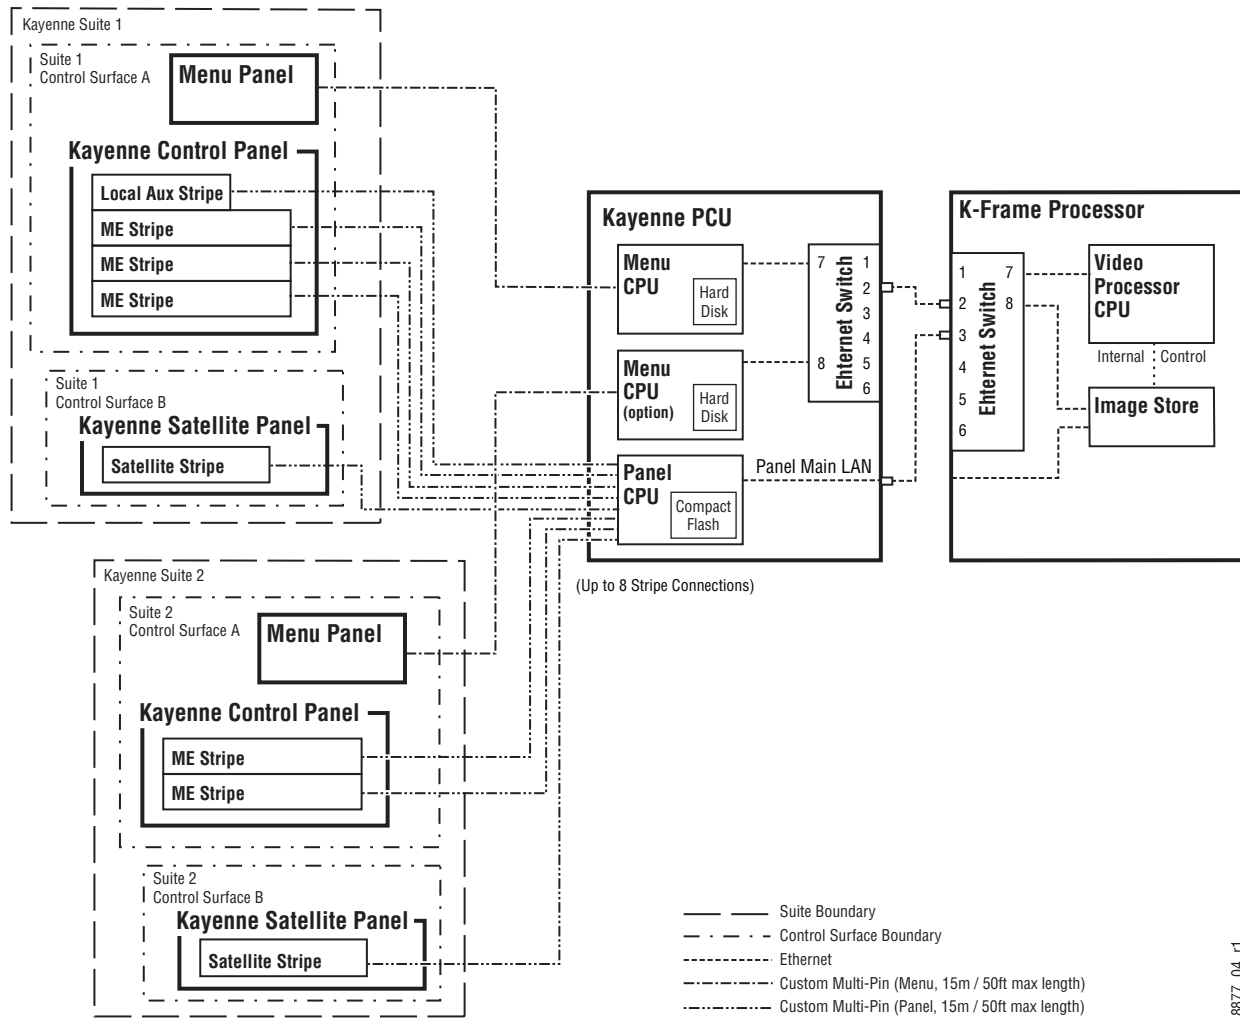 Kayenne Suite 1
Suite 1
Control Surface A
Menu Panel
Kayenne Control Panel
Local Aux Stripe
ME Stripe
ME Stripe
ME Stripe
Suite 1
Control Surface B
Kayenne Satellite Panel
Satellite Stripe
Kayenne PCU
Menu
CPU
Hard
Disk
Menu
CPU
(option)
Hard
Disk
Panel
CPU
Compact
Flash
7
8
Ehternet Switch
1
2
3
4
5
6
Panel Main LAN
(Up to 8 Stripe Connections)
K-Frame Processor
1
2
3
4
5
6
Ehternet Switch
7
8
Video
Processor
CPU
Internal Control
Image Store
Kayenne Suite 2
Suite 2
Control Surface A
Menu Panel
Kayenne Control Panel
ME Stripe
ME Stripe
Suite 2
Control Surface B
Kayenne Satellite Panel
Satellite Stripe
Suite Boundary
Control Surface Boundary
Ethernet
Custom Multi-Pin (Menu, 15m / 50ft max length)
Custom Multi-Pin (Panel, 15m / 50ft max length)
8877_04_r1